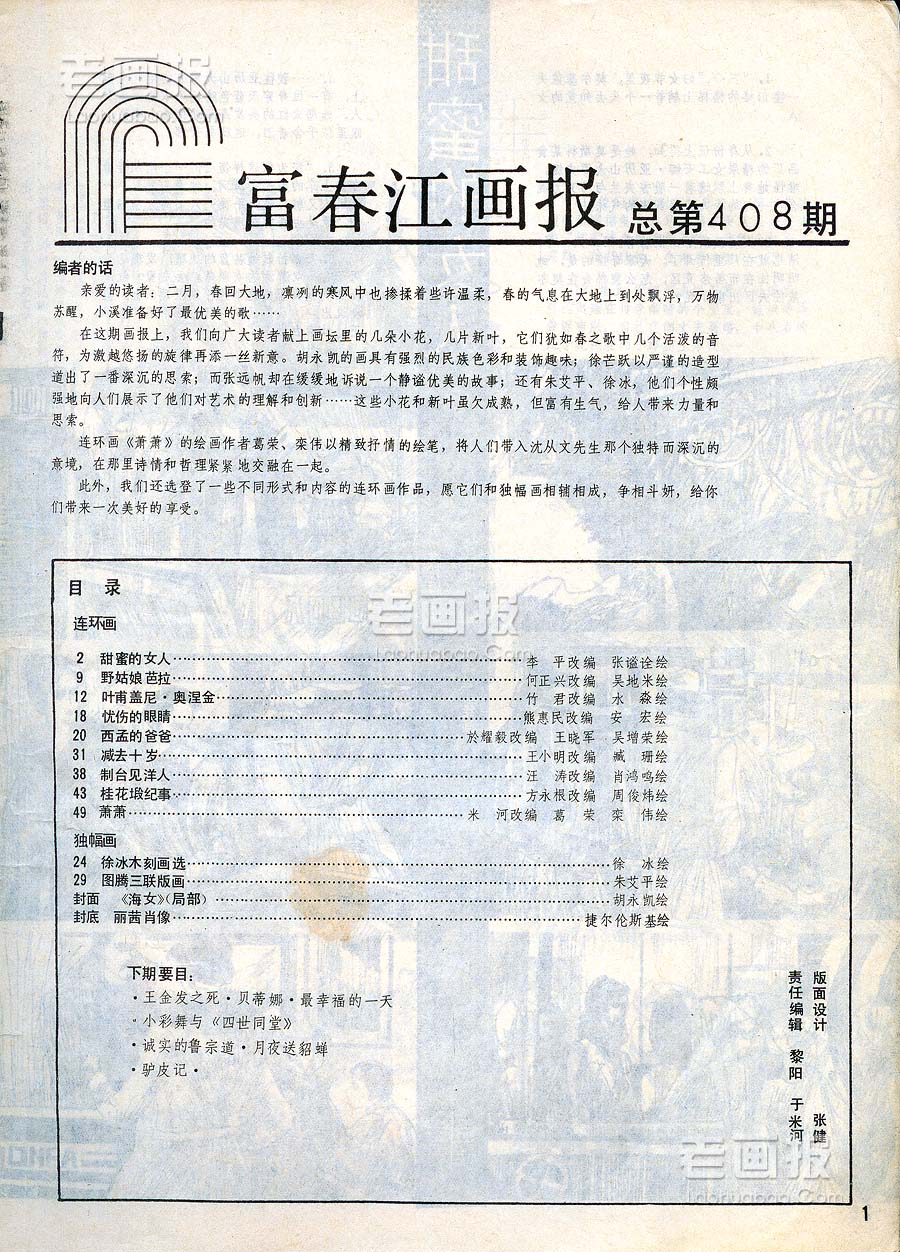 富春江画报 总第408期
编者的话
亲爱的读者：二月，春回大地，凛冽的寒风中也掺揉着些许温柔，春的气息在大地上到处飘浮，万物
苏醒，小溪准备好了最优美的歌……
在这期画报上，我们向广大读者献上画坛里的几朵小花，几片新叶，它们犹如春之歌中几个活泼的音
符，为激越悠扬的旋律再添一丝新意。胡永凯的画具有强烈的民族色彩和装饰趣味；徐芒跃以严谨的造型
道出了一番深沉的思索；而张远帆却在缓缓地诉说一个静谧优美的故事；还有朱艾平、徐冰，他们个性颇
强地向人们展示了他们对艺术的理解和创新……这些小花和新叶虽欠成熟，但富有生气，给人带来力量和
思索。
连环画《萧萧》的绘画作者葛荣、栾伟以精致抒情的绘笔，将人们带入沈从文先生那个独特而深沉的
意境，在那里诗情和哲理紧紧地交融在一起。
此外，我们还选登了一些不同形式和内容的连环画作品，愿它们和独幅画相辅相成，争相斗妍，给你
们带来一次美好的享受。
目 录
连环画
2 甜蜜的女人……李 平改编 张谧诠绘
9 野姑娘芭拉……何正兴改编 吴地米绘
12 叶甫盖尼·奥涅金……竹 君改编 水 淼绘
18 忧伤的眼睛……熊惠民改编 安 宏绘
20 西孟的爸爸……於耀毅改编 王晓军 吴增荣绘
31 减去十岁……王小明改编 臧 珊绘
38 制台见洋人……汪 涛改编 肖鸿鸣绘
43 桂花塅纪事……方永根改编 周俊炜绘
49 萧萧……米 河改编 葛 荣 栾 伟绘
独幅画
24 徐冰木刻画选……徐 冰绘
29 图腾三联版画……朱艾平绘
封面 《海女》（局部）……胡永凯绘
封底 丽茜肖像……捷尔伦斯基绘
下期要目：
·王金发之死·贝蒂娜·最幸福的一天
·小彩舞与《四世同堂》
·诚实的鲁宗道·月夜送貂蝉
·驴皮记·
版面设计 张健
责任编辑 黎阳 于米河
1
老画报
Laohuabao.Com
老画报
Laohuabao.Com
老画报
Laohuabao.Com